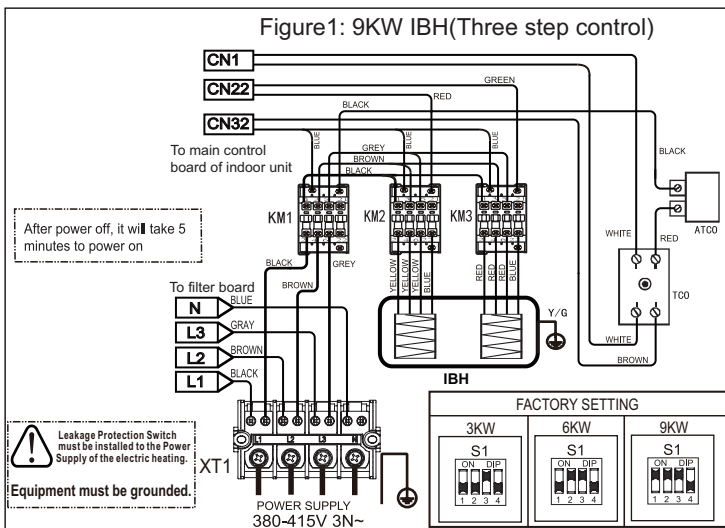 Figure1: 9KW IBH(Three step control)
CN1
CN22
CN32
GREEN
RED
BLACK
To main control
board of indoor unit
BLUE
BLUE
BLUE
GREY
BROWN
BLACK
BLACK
KM1
KM2
KM3
ATCO
After power off, it will take 5
minutes to power on
WHITE
RED
BLACK
GREY
BROWN
YELLOW
YELLOW
YELLOW
BLUE
RED
RED
RED
BLUE
TCO
To filter board
N
BLUE
L3
GRAY
L2
BROWN
L1
BLACK
Y/G
WHITE
BROWN
IBH
Leakage Protection Switch
must be installed to the Power
Supply of the electric heating.
Equipment must be grounded.
XT1
L1
L2
L3
N
POWER SUPPLY
380-415V 3N~
FACTORY SETTING
3KW
6KW
9KW
S1
S1
S1
ON DIP
ON DIP
ON DIP
1 2 3 4
1 2 3 4
1 2 3 4